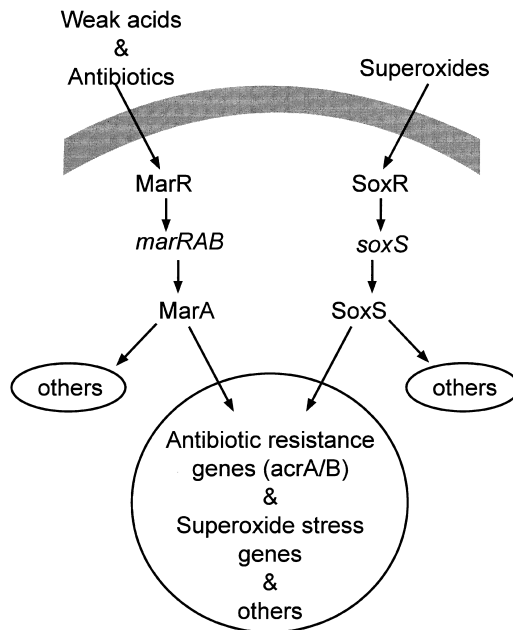 Weak acids
&
Antibiotics
Superoxides
MarR
SoxR
marRAB
soxS
MarA
SoxS
others
others
Antibiotic resistance
genes (acrA/B)
&
Superoxide stress
genes
&
others